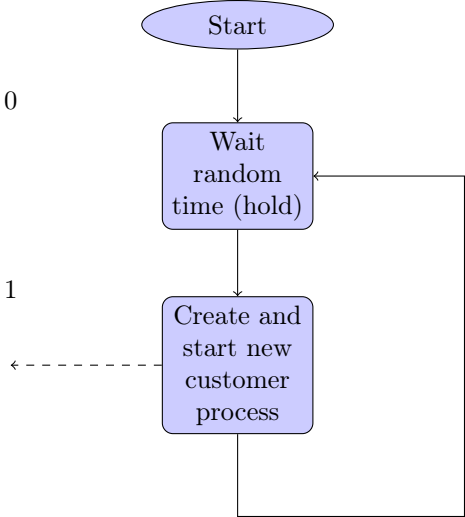 Start
0
Wait
random
time (hold)
1
Create and
start new
customer
process